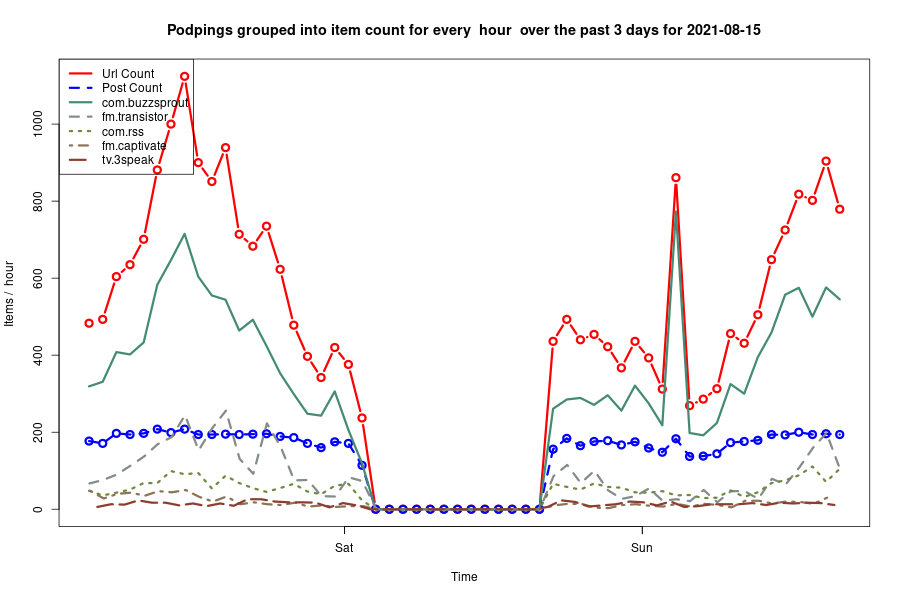 Podpings grouped into item count for every  hour  over the past 3 days for 2021-08-15
Url Count
Post Count
com.buzzsprout
fm.transistor
com.rss
fm.captivate
tv.3speak
Items /  hour
1000
800
600
400
200
0
Sat
Sun
Time